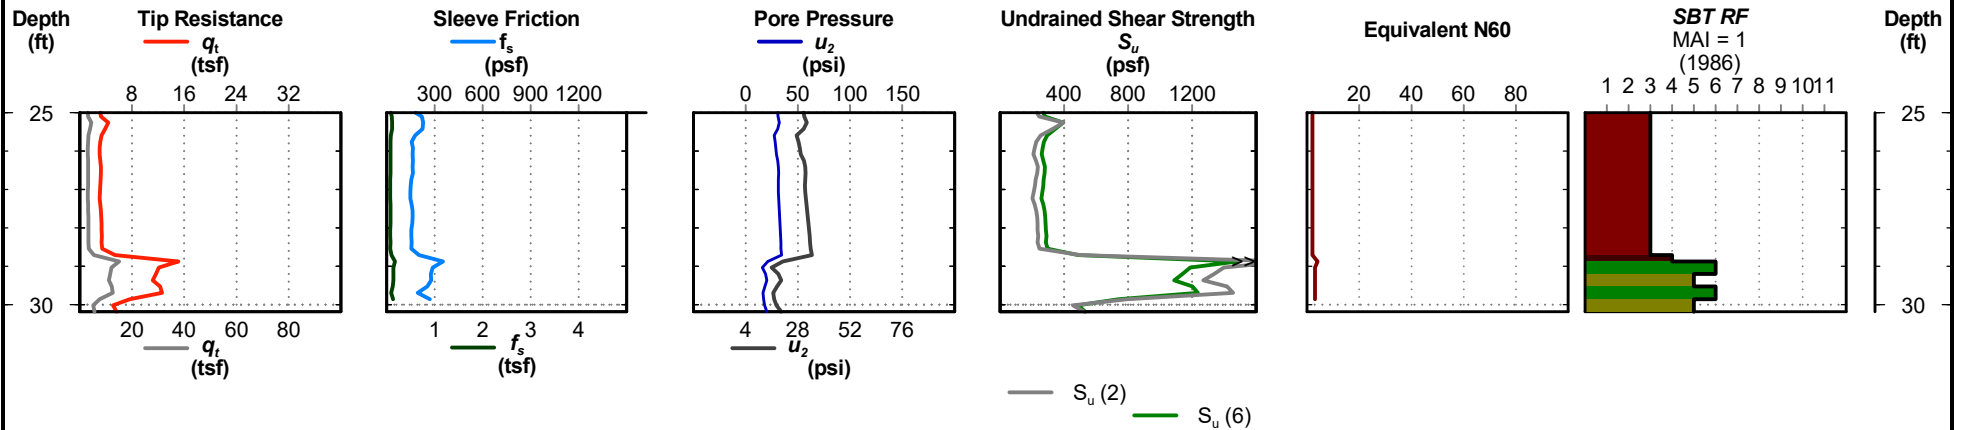 Depth
(ft)
Tip Resistance
qt
(tsf)
8 16 24 32
Sleeve Friction
fs
(psf)
300 600 900 1200
Pore Pressure
u2
(psi)
0 50 100 150
Undrained Shear Strength
Su
(psf)
400 800 1200
Equivalent N60
20 40 60 80
SBT RF
MAI = 1
(1986)
1 2 3 4 5 6 7 8 9 10 11
Depth
(ft)
25
30
25
30
20 40 60 80
qt
(tsf)
1 2 3 4
fs
(tsf)
4 28 52 76
u2
(psi)
Su (2)
Su (6)